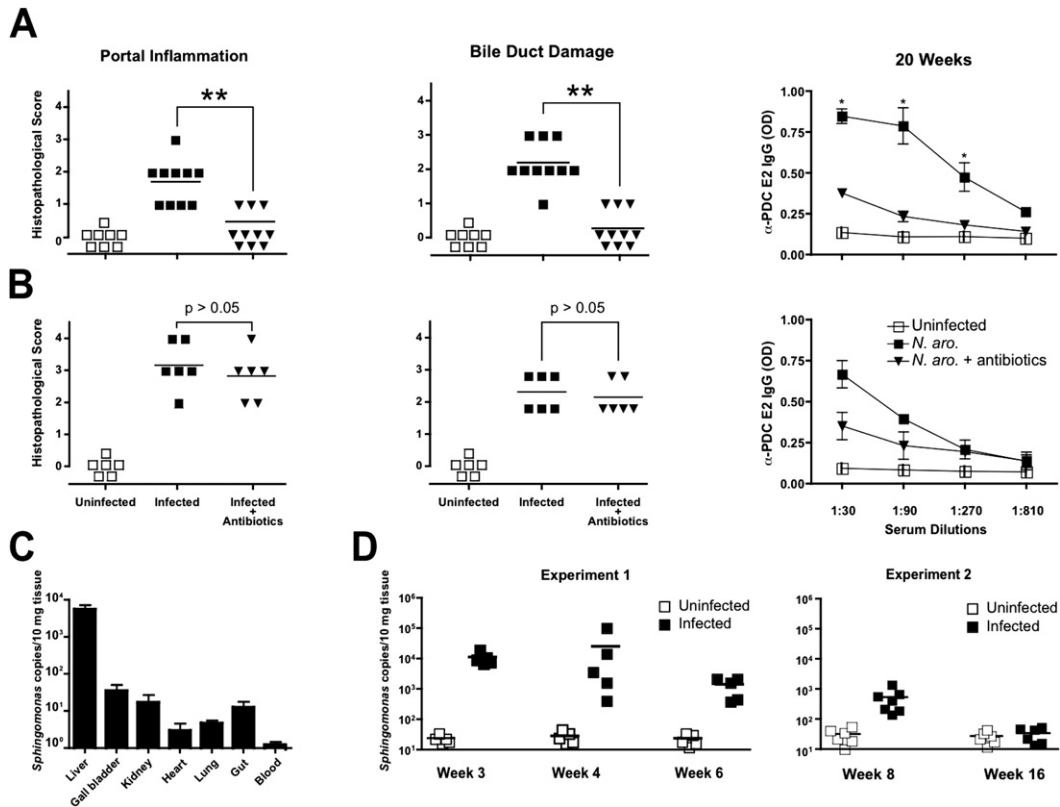 A
Portal Inflammation
Bile Duct Damage
20 Weeks
Histopathological Score
4
3
2
1
0
**
Histopathological Score
4
3
2
1
0
**
α-PDC E2 IgG (OD)
1.00
0.75
0.50
0.25
0.00
*
*
*
B
Histopathological Score
4
3
2
1
0
p > 0.05
Uninfected
Infected
Infected
+
Antibiotics
Histopathological Score
4
3
2
1
0
p > 0.05
Uninfected
Infected
Infected
+
Antibiotics
α-PDC E2 IgG (OD)
1.00
0.75
0.50
0.25
0.00
Uninfected
N. aro.
N. aro. + antibiotics
1:30
1:90
1:270
1:810
Serum Dilutions
C
Sphingomonas copies/10 mg tissue
10⁴
10³
10²
10¹
10⁰
Liver
Gall bladder
Kidney
Heart
Lung
Gut
Blood
D
Experiment 1
Sphingomonas copies/10 mg tissue
10⁶
10⁵
10⁴
10³
10²
10¹
Uninfected
Infected
Week 3
Week 4
Week 6
Experiment 2
10⁶
10⁵
10⁴
10³
10²
10¹
Uninfected
Infected
Week 8
Week 16